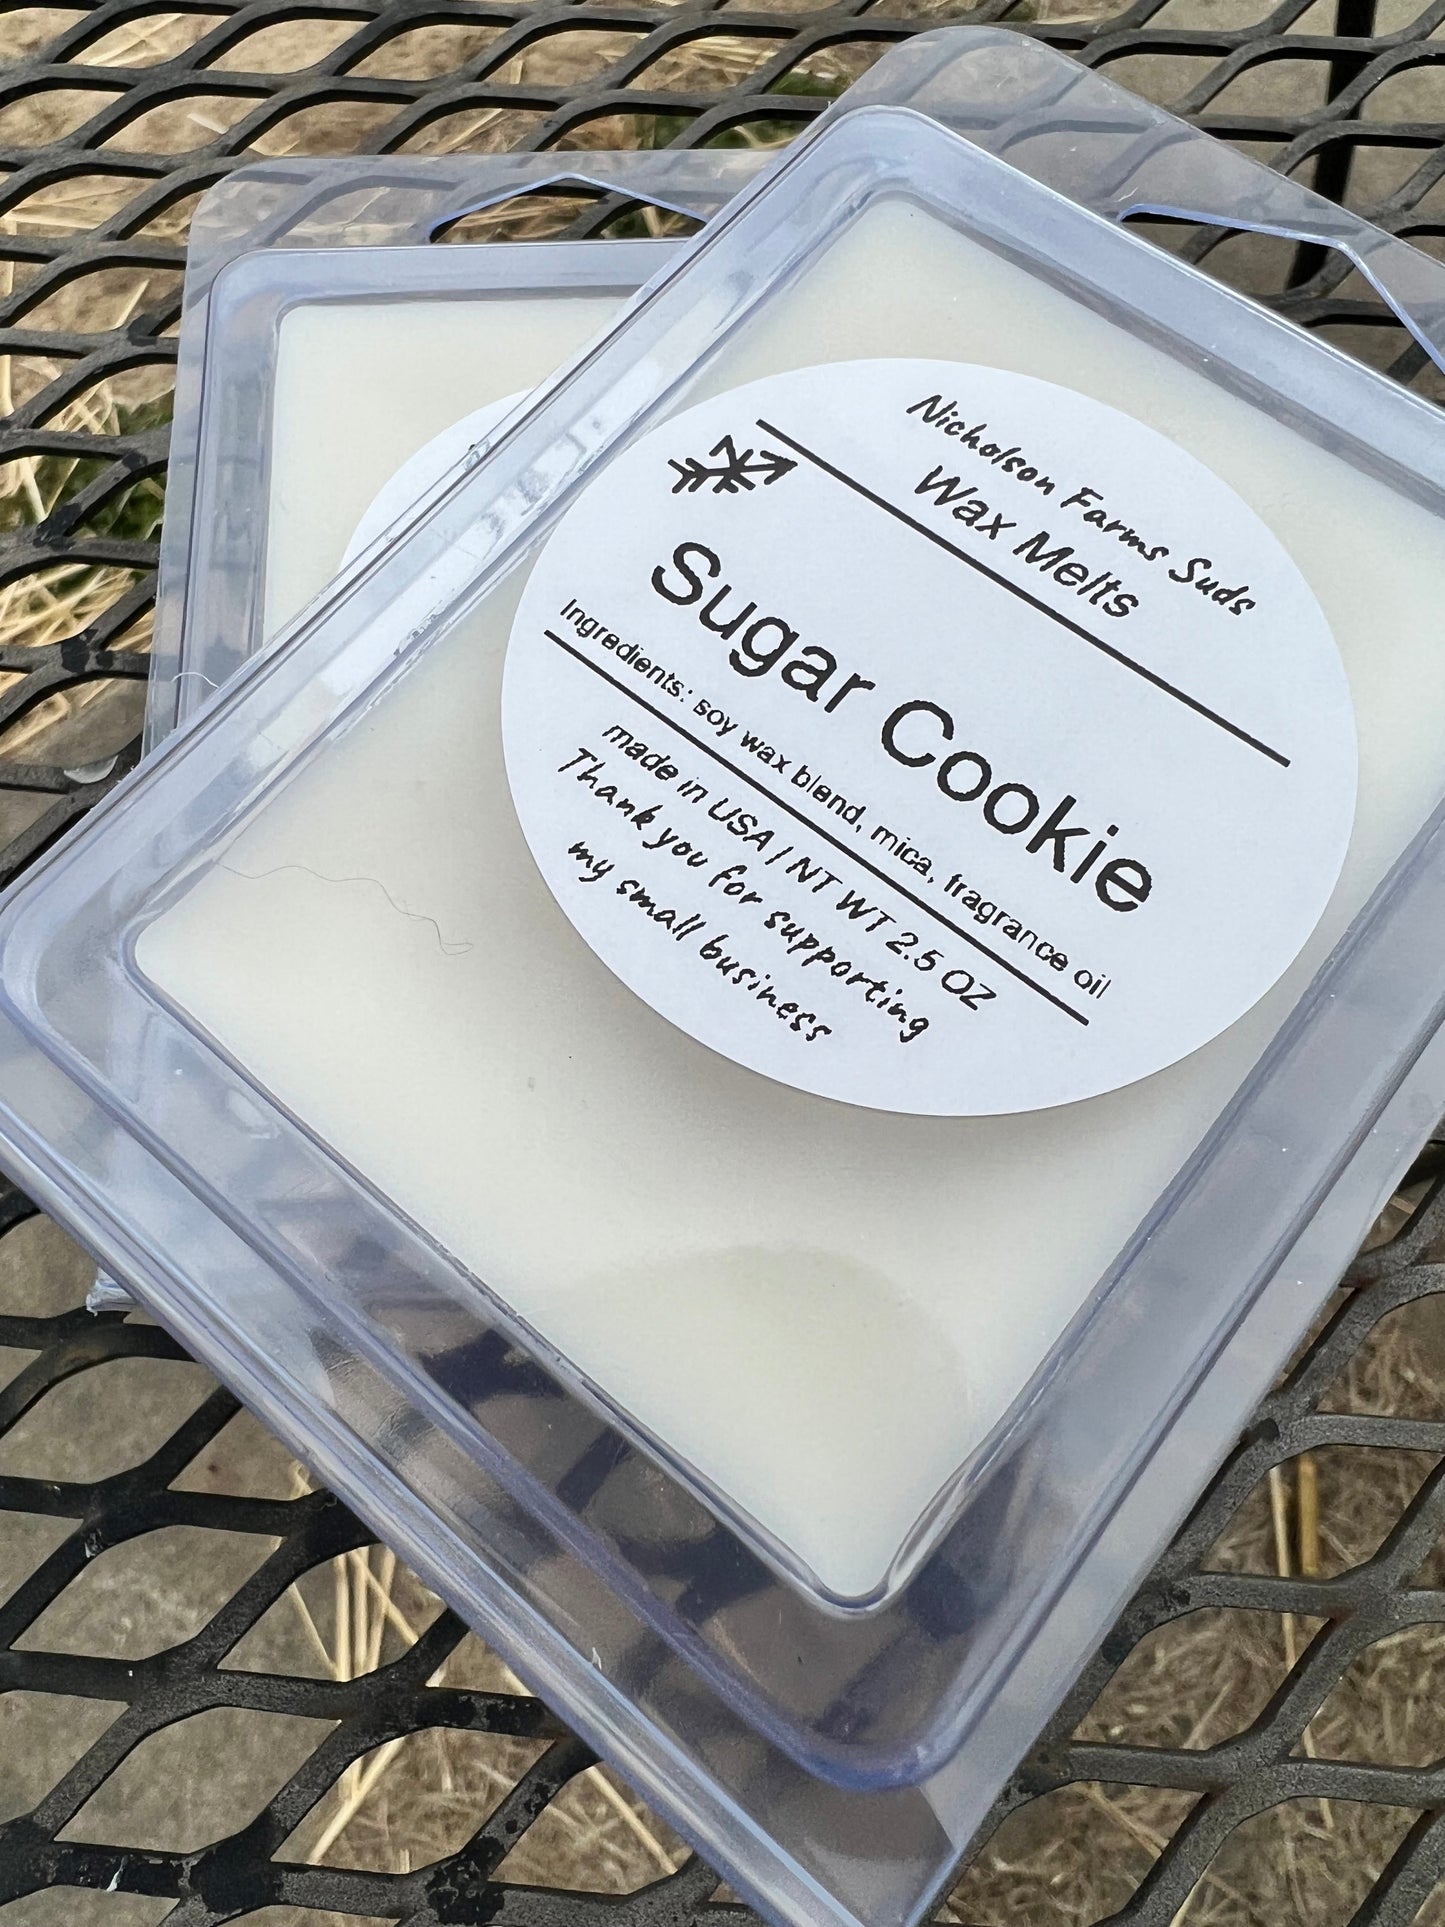 Nicholson Farms Suds
Wax Melts
Sugar Cookie
Ingredients: soy wax blend, mica, fragrance oil
made in USA / NT WT 2.5 OZ
Thank you for supporting
my small business